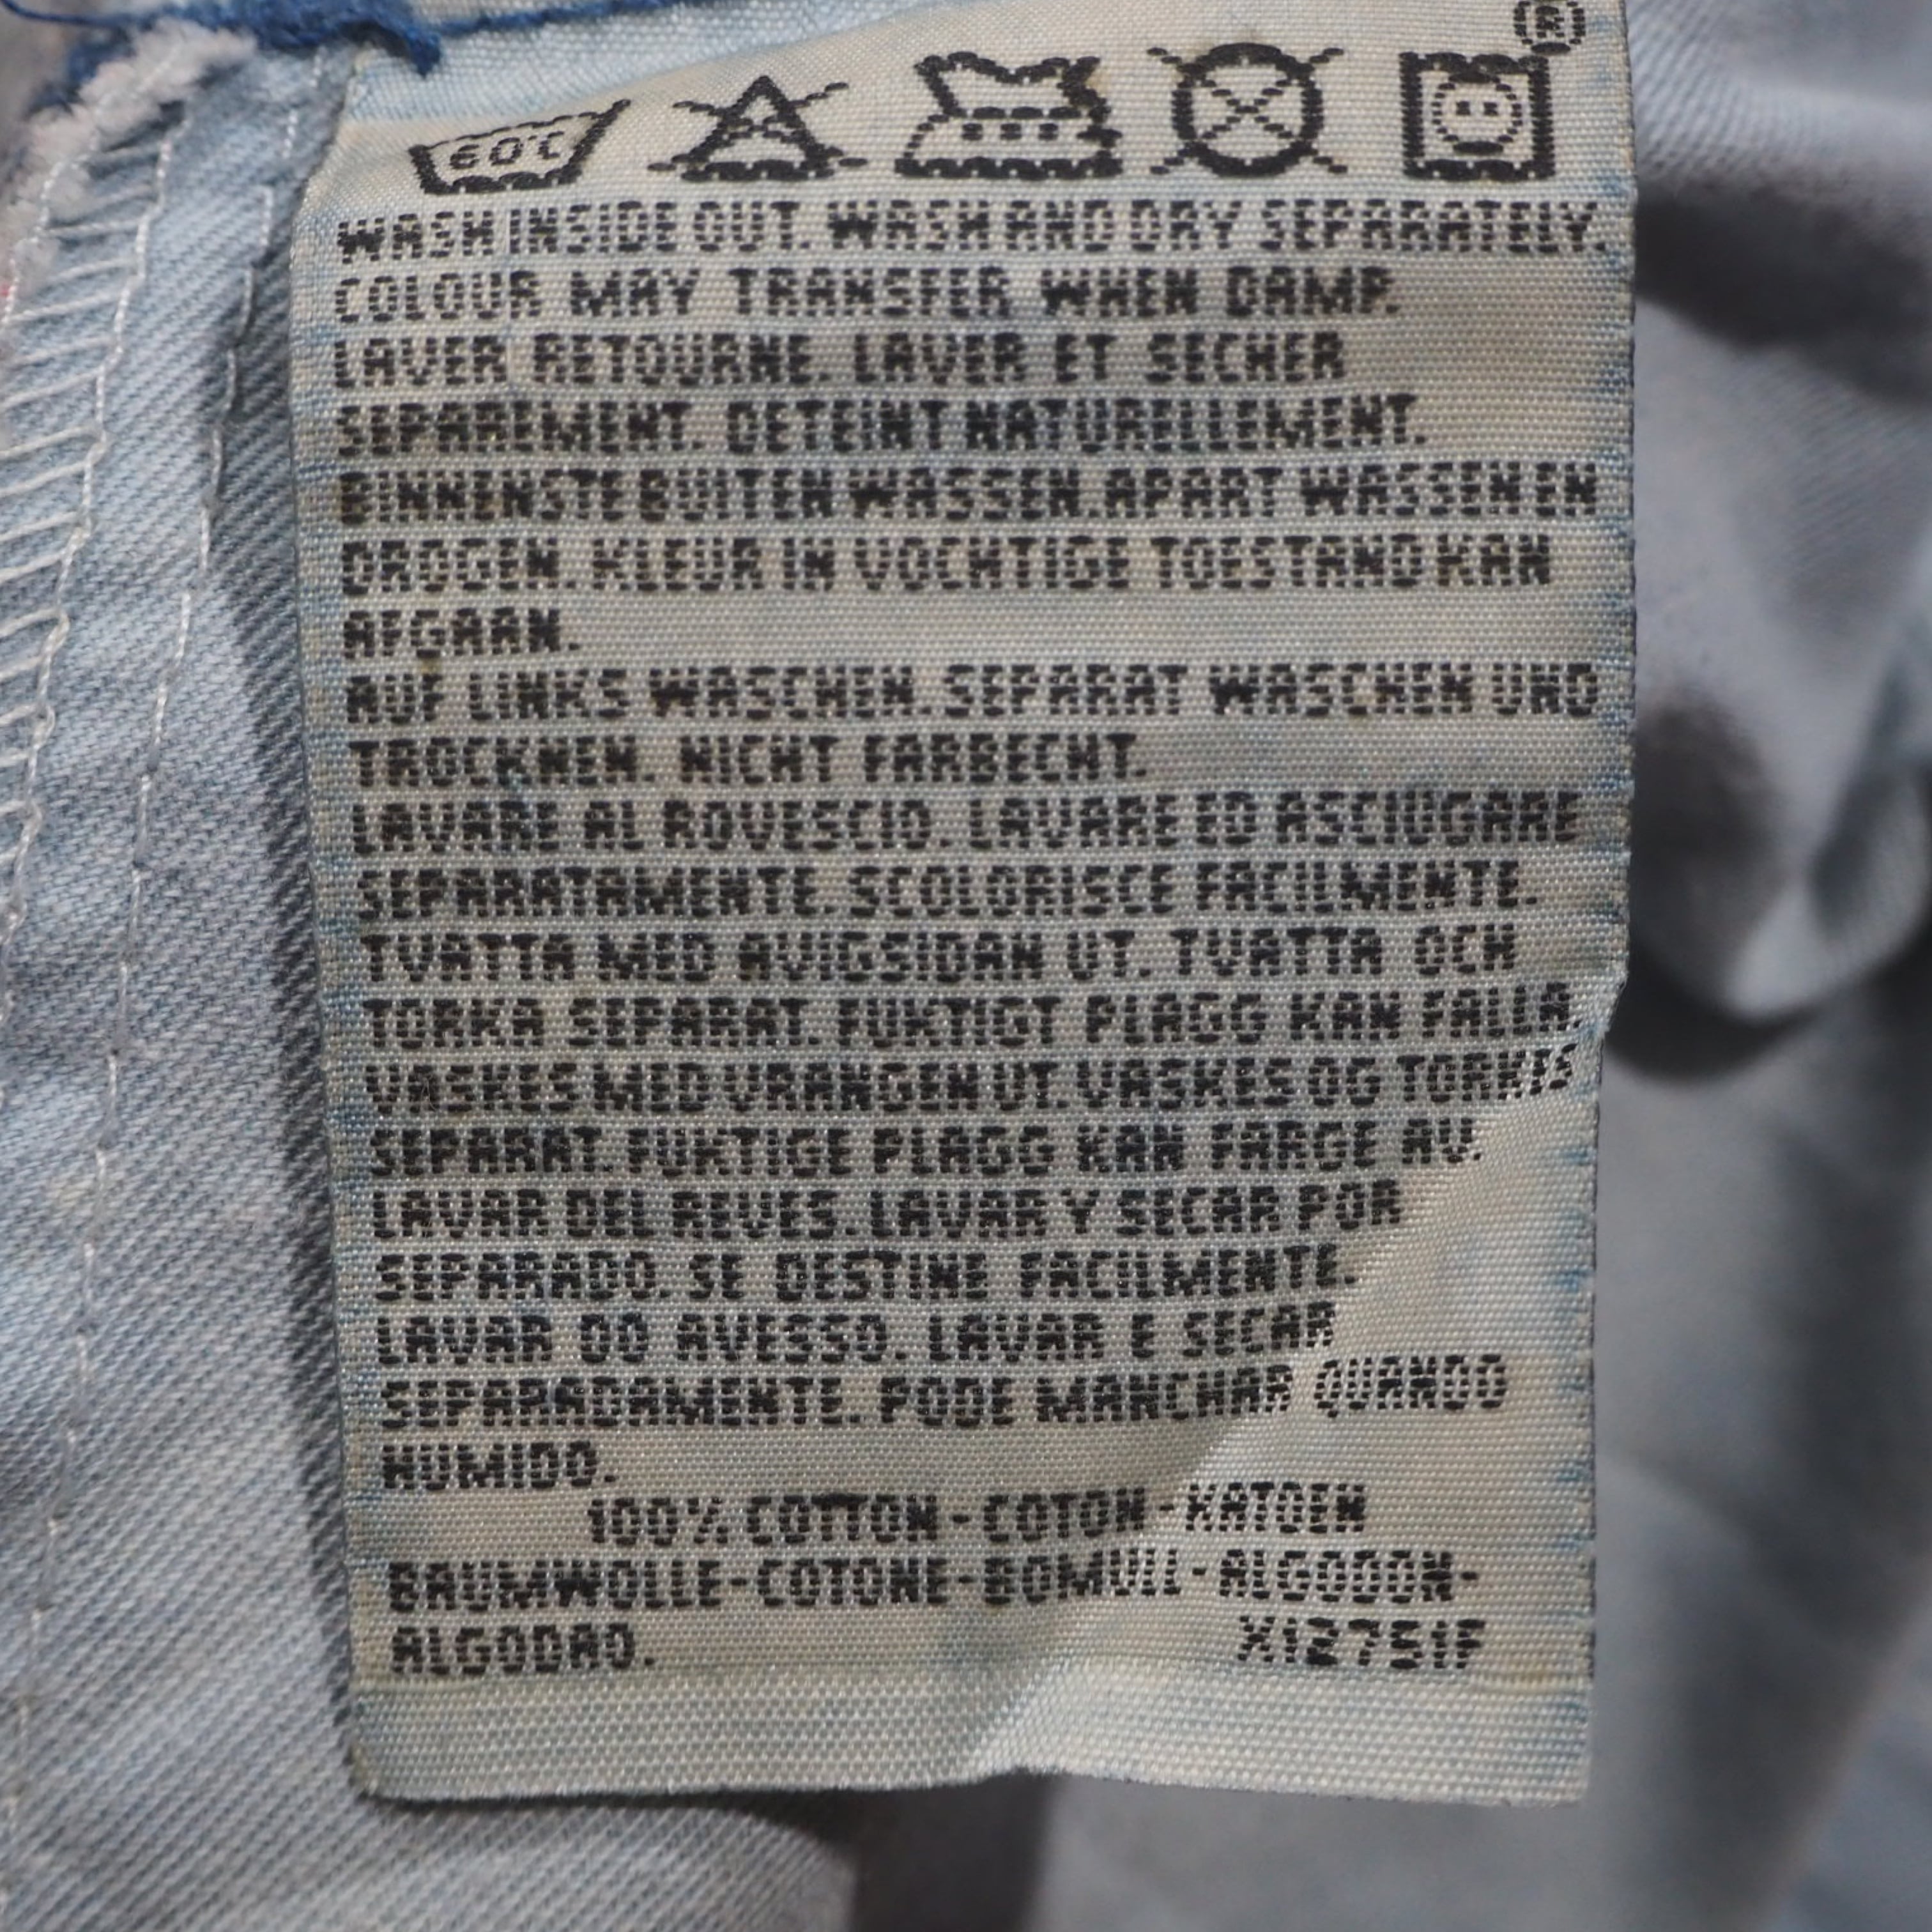 ®
60°C
WASH INSIDE OUT. WASH AND DRY SEPARATELY.
COLOUR MAY TRANSFER WHEN DAMP.
LAVER RETOURNE. LAVER ET SECHER
SEPAREMENT. DETEINT NATURELLEMENT.
BINNENSTE BUITEN WASSEN. APART WASSEN EN
DROGEN. KLEUR IN VOCHTIGE TOESTAND KAN
AFGAAN.
AUF LINKS WASCHEN. SEPARAT WASCHEN UND
TROCKNEN. NICHT FARBECHT.
LAVARE AL ROVESCIO. LAVARE ED ASCIUGARE
SEPARATAMENTE. SCOLORISCE FACILMENTE.
TVATTA MED AVIGSIDAN UT. TVATTA OCH
TORKA SEPARAT. FUKTIGT PLAGG KAN FALLA.
VASKES MED VRANGEN UT. VASKES OG TORKES
SEPARAT. FUKTIGE PLAGG KAN FARGE AV.
LAVAR DEL REVES. LAVAR Y SECAR POR
SEPARADO. SE DESTINE FACILMENTE.
LAVAR DO AVESSO. LAVAR E SECAR
SEPARADAMENTE. PODE MANCHAR QUANDO
HUMIDO.
100% COTTON - COTON - KATOEN
BAUMWOLLE - COTONE - BOMULL - ALGODON -
ALGODAO. X12751F